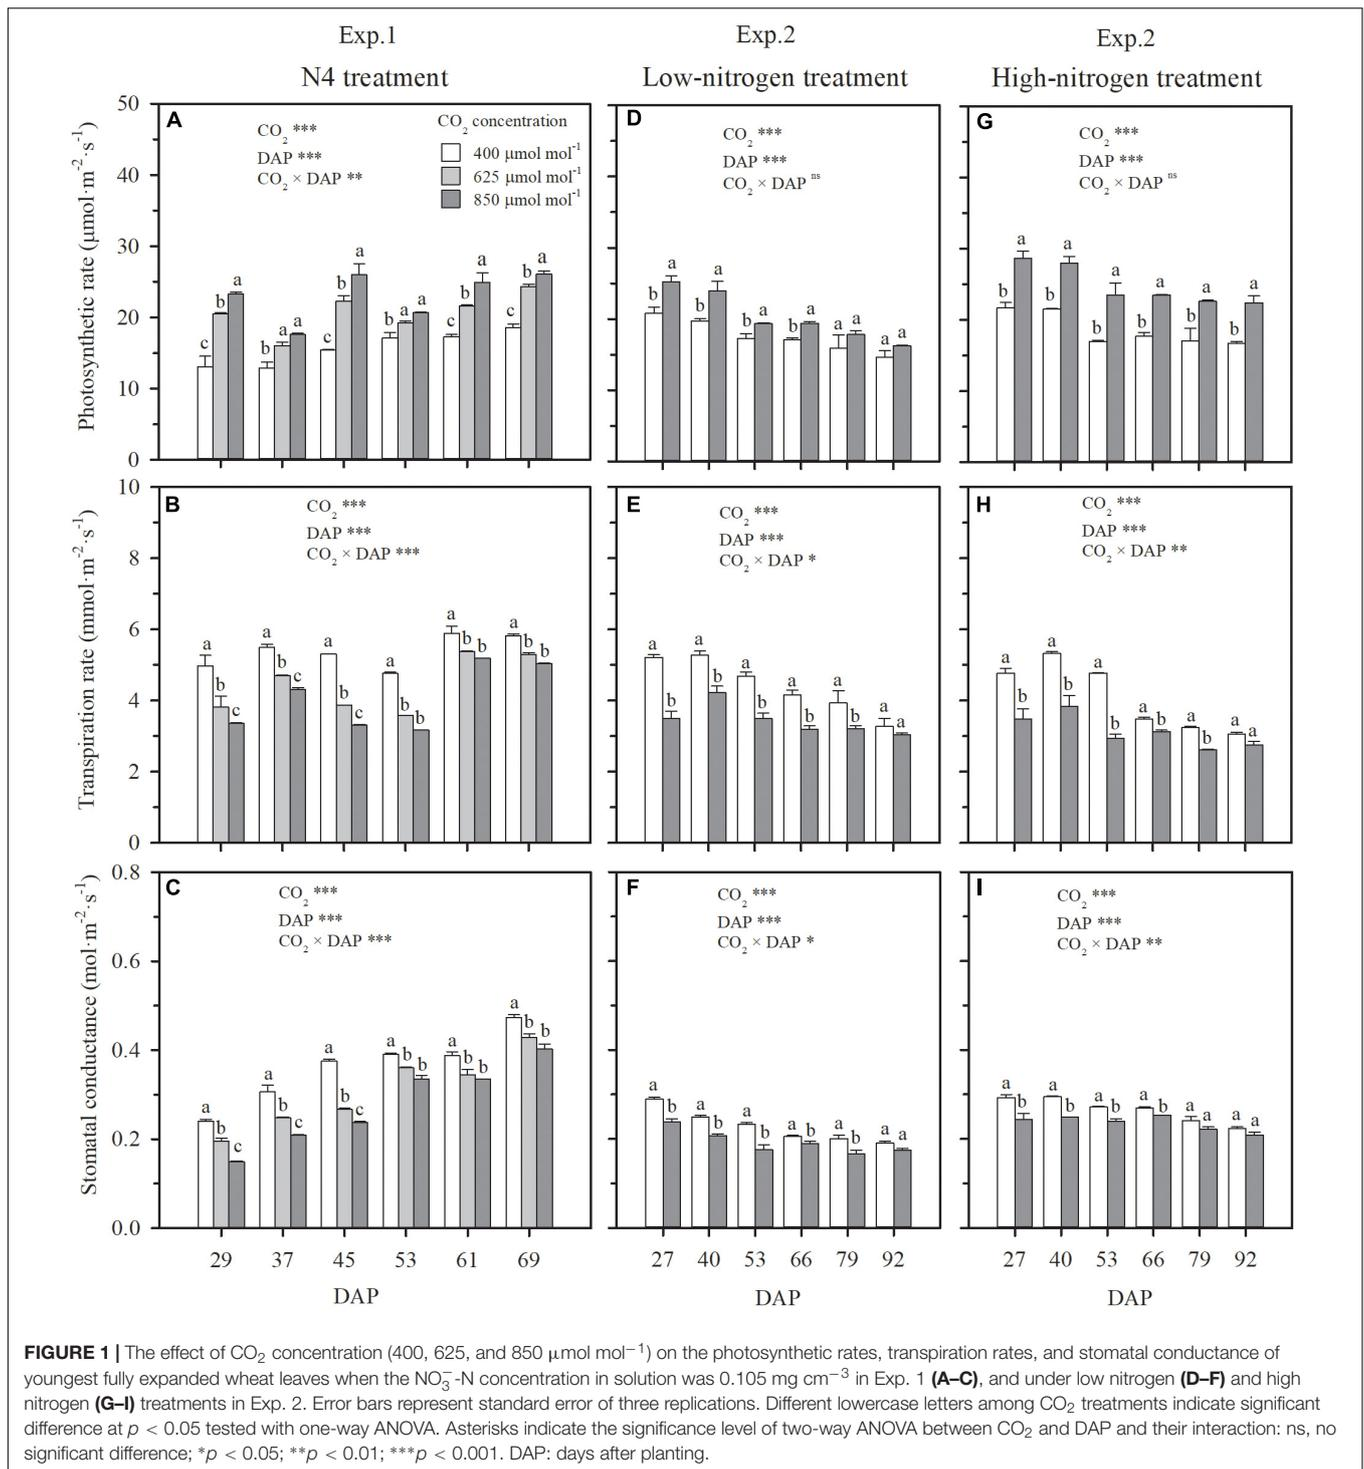 Exp.1
N4 treatment
Exp.2
Low-nitrogen treatment
Exp.2
High-nitrogen treatment
Photosynthetic rate (μmol·m⁻²·s⁻¹)
50
40
30
20
10
0
A
CO₂ ***
DAP ***
CO₂ × DAP **
CO₂ concentration
400 μmol mol⁻¹
625 μmol mol⁻¹
850 μmol mol⁻¹
c b a
b a a
c b a
b a a
c b a
c b a
D
CO₂ ***
DAP ***
CO₂ × DAP ns
b a
b a
b a
b a
a a
a a
G
CO₂ ***
DAP ***
CO₂ × DAP ns
b a
b a
b a
b a
b a
b a
Transpiration rate (mmol·m⁻²·s⁻¹)
10
8
6
4
2
0
B
CO₂ ***
DAP ***
CO₂ × DAP ***
a b c
a b c
a b c
a b b
a b b
a b b
E
CO₂ ***
DAP ***
CO₂ × DAP *
a b
a b
a b
a b
a b
a a
H
CO₂ ***
DAP ***
CO₂ × DAP **
a b
a b
a b
a b
a b
a a
Stomatal conductance (mol·m⁻²·s⁻¹)
0.8
0.6
0.4
0.2
0.0
C
CO₂ ***
DAP ***
CO₂ × DAP ***
a b c
a b c
a b c
a b b
a b b
a b b
29 37 45 53 61 69
DAP
F
CO₂ ***
DAP ***
CO₂ × DAP *
a b
a b
a b
a b
a b
a a
27 40 53 66 79 92
DAP
I
CO₂ ***
DAP ***
CO₂ × DAP **
a b
a b
a b
a b
a a
a a
27 40 53 66 79 92
DAP
FIGURE 1 | The effect of CO₂ concentration (400, 625, and 850 μmol mol⁻¹) on the photosynthetic rates, transpiration rates, and stomatal conductance of
youngest fully expanded wheat leaves when the NO₃⁻-N concentration in solution was 0.105 mg cm⁻³ in Exp. 1 (A–C), and under low nitrogen (D–F) and high
nitrogen (G–I) treatments in Exp. 2. Error bars represent standard error of three replications. Different lowercase letters among CO₂ treatments indicate significant
difference at p < 0.05 tested with one-way ANOVA. Asterisks indicate the significance level of two-way ANOVA between CO₂ and DAP and their interaction: ns, no
significant difference; *p < 0.05; **p < 0.01; ***p < 0.001. DAP: days after planting.